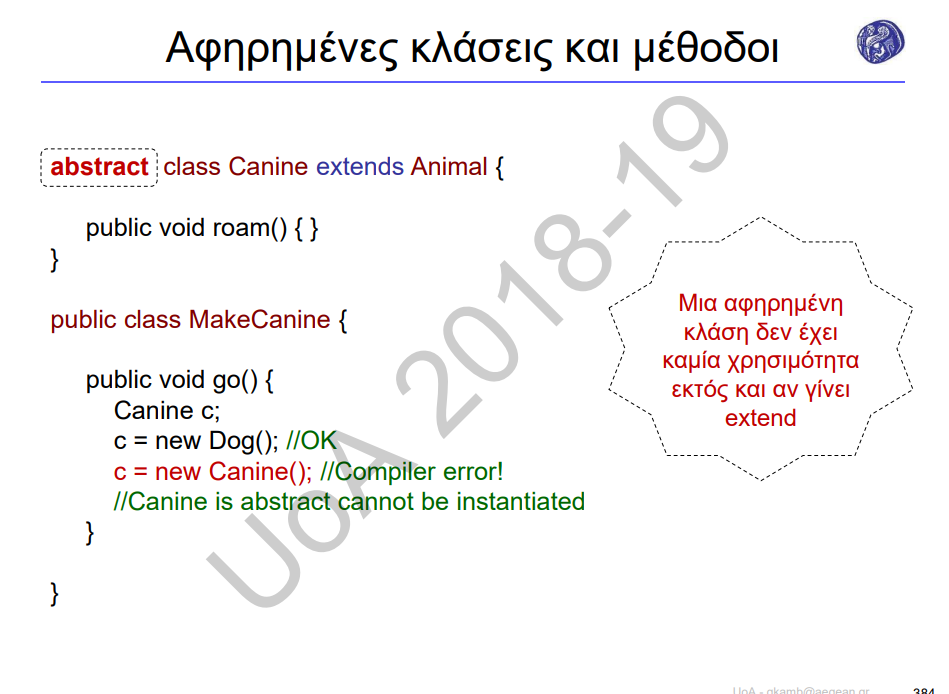 Αφηρημένες κλάσεις και μέθοδοι
abstract class Canine extends Animal {
public void roam() { }
}
public class MakeCanine {
public void go() {
Canine c;
c = new Dog(); //OK
c = new Canine(); //Compiler error!
//Canine is abstract cannot be instantiated
}
}
Μια αφηρημένη
κλάση δεν έχει
καμία χρησιμότητα
εκτός και αν γίνει
extend
UoA 2018-19
UoA - gkamb@aegean.gr
384